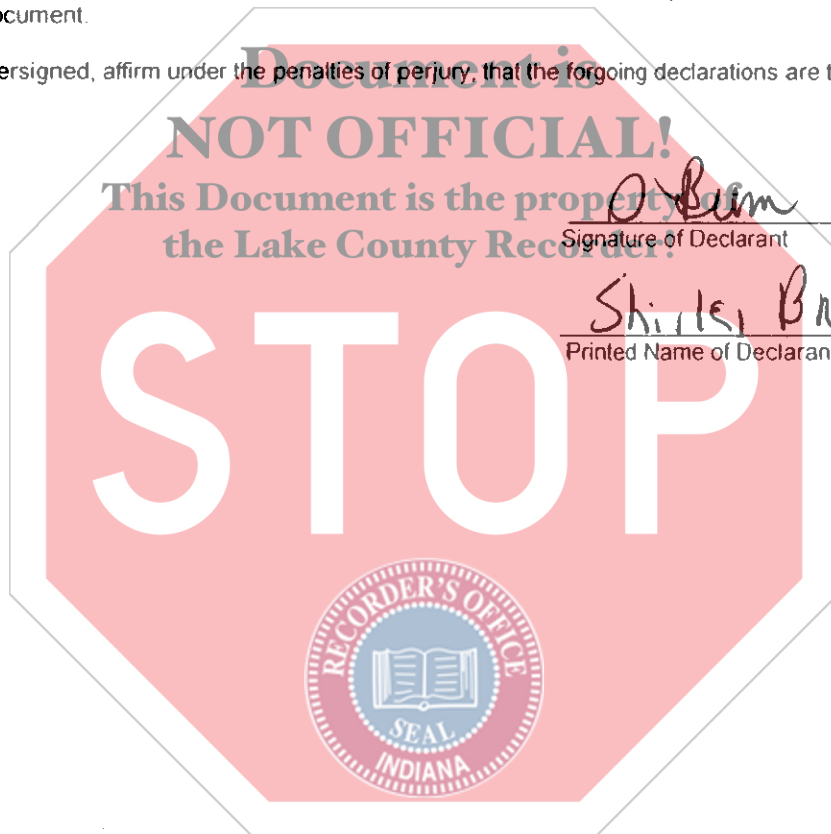 ocument.
ersigned, affirm under the penalties of perjury, that the forgoing declarations are t
Document is
NOT OFFICIAL!
This Document is the property of
the Lake County Recorder!
Signature of Declarant
Shirley B
Printed Name of Declaran
STOP
RECORDER'S OFFICE
SEAL
INDIANA